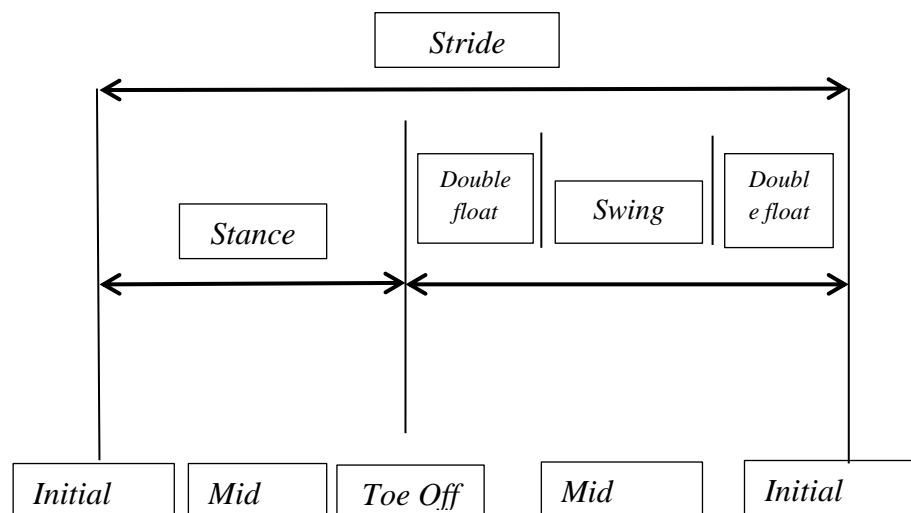 Stride
Double
float
Swing
Doubl
e float
Stance
Initial
Mid
Toe Off
Mid
Initial